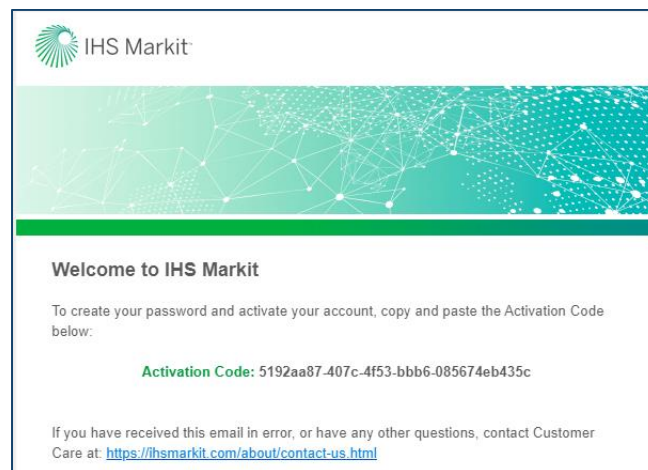 IHS Markit™
Welcome to IHS Markit
To create your password and activate your account, copy and paste the Activation Code
below:
Activation Code: 5192aa87-407c-4f53-bbb6-085674eb435c
If you have received this email in error, or have any other questions, contact Customer
Care at: https://ihsmarkit.com/about/contact-us.html